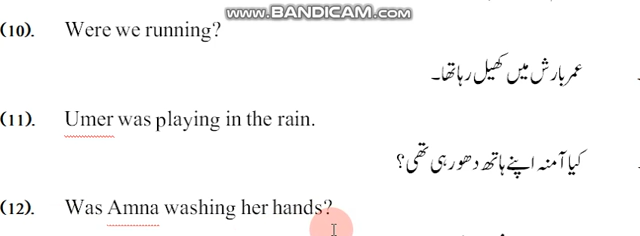 www.BANDICAM.com
(10). Were we running?
عمر بارش میں کھیل رہا تھا۔
(11). Umer was playing in the rain.
کیا آمنہ اپنے ہاتھ دھو رہی تھی؟
(12). Was Amna washing her hands?